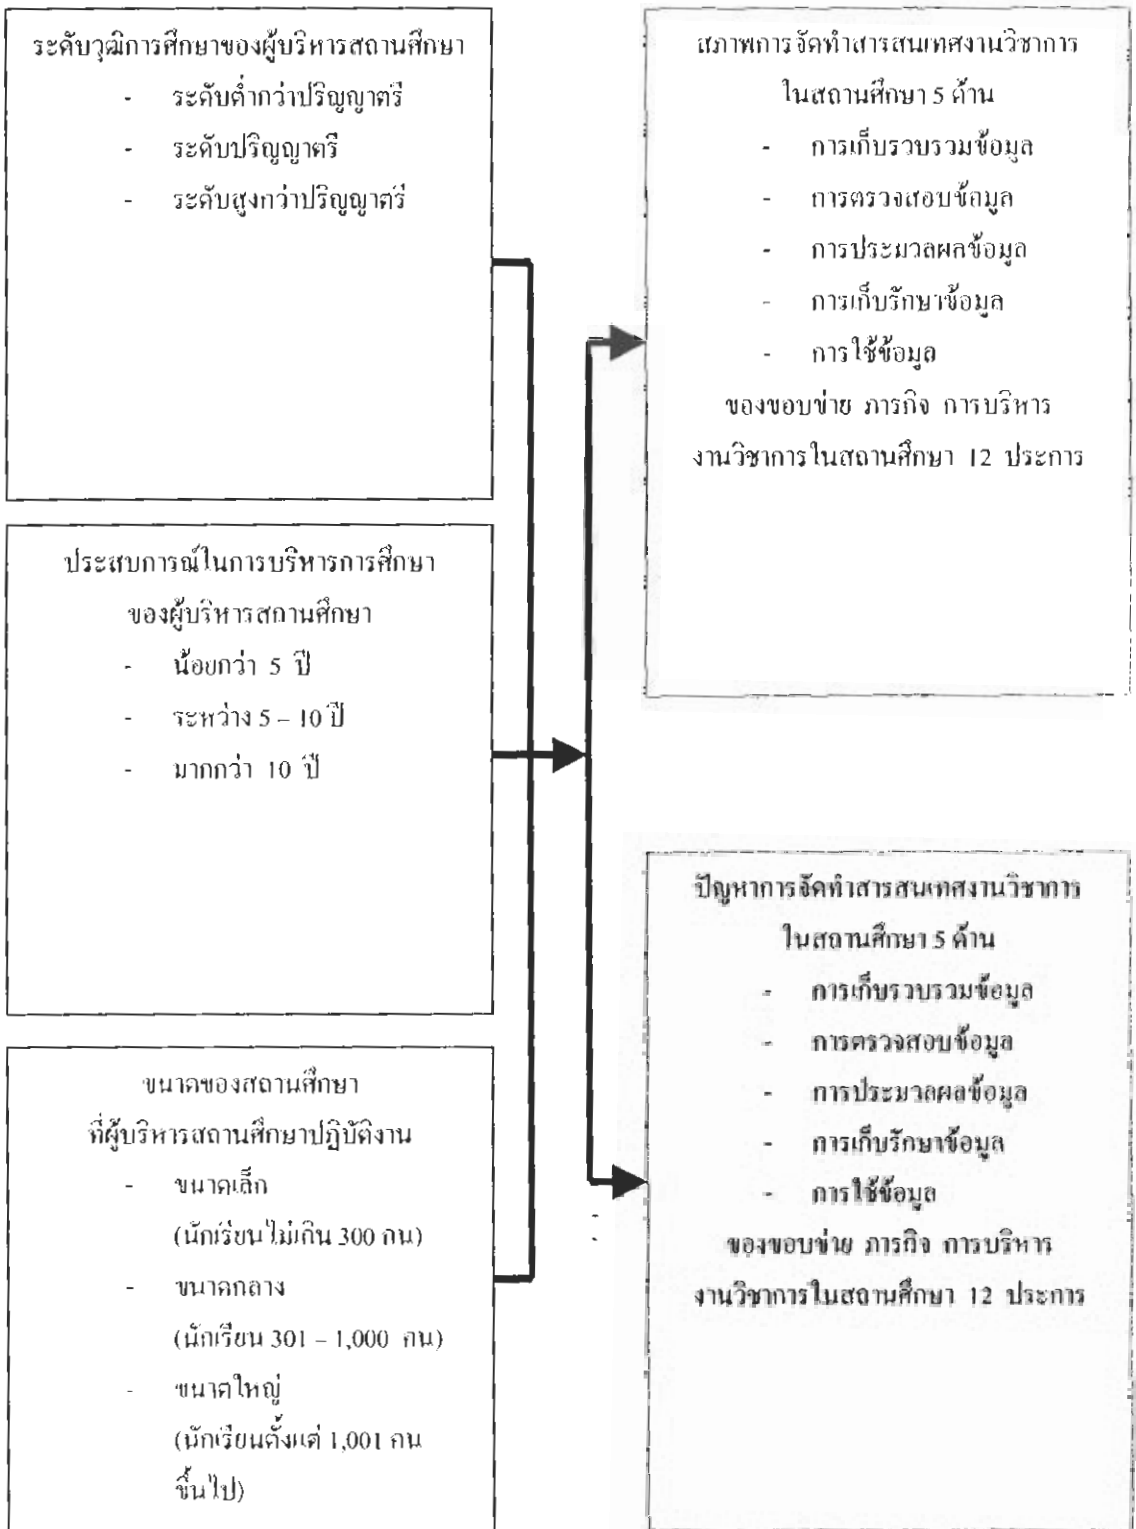 ระดับวุฒิการศึกษาของผู้บริหารสถานศึกษา
- ระดับต่ำกว่าปริญญาตรี
- ระดับปริญญาตรี
- ระดับสูงกว่าปริญญาตรี
ประสบการณ์ในการบริหารการศึกษา
ของผู้บริหารสถานศึกษา
- น้อยกว่า 5 ปี
- ระหว่าง 5 – 10 ปี
- มากกว่า 10 ปี
ขนาดของสถานศึกษา
ที่ผู้บริหารสถานศึกษาปฏิบัติงาน
- ขนาดเล็ก
(นักเรียนไม่เกิน 300 คน)
- ขนาดกลาง
(นักเรียน 301 – 1,000 คน)
- ขนาดใหญ่
(นักเรียนตั้งแต่ 1,001 คน
ขึ้นไป)
สภาพการจัดทำสารสนเทศงานวิชาการ
ในสถานศึกษา 5 ด้าน
- การเก็บรวบรวมข้อมูล
- การตรวจสอบข้อมูล
- การประมวลผลข้อมูล
- การเก็บรักษาข้อมูล
- การใช้ข้อมูล
ของขอบข่าย ภารกิจ การบริหาร
งานวิชาการในสถานศึกษา 12 ประการ
ปัญหาการจัดทำสารสนเทศงานวิชาการ
ในสถานศึกษา 5 ด้าน
- การเก็บรวบรวมข้อมูล
- การตรวจสอบข้อมูล
- การประมวลผลข้อมูล
- การเก็บรักษาข้อมูล
- การใช้ข้อมูล
ของขอบข่าย ภารกิจ การบริหาร
งานวิชาการในสถานศึกษา 12 ประการ